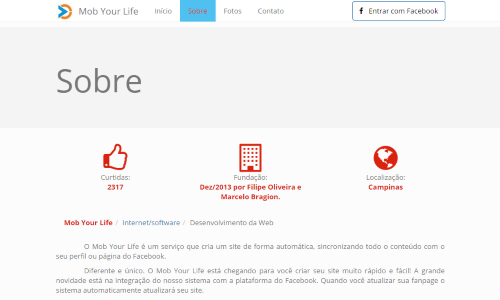 Mob Your Life Início Sobre Fotos Contato Entrar com Facebook
Sobre
Curtidas: Fundação: Localização:
2317 Dez/2013 por Filipe Oliveira e Campinas
Marcelo Bragion.
Mob Your Life / Internet/software / Desenvolvimento da Web
O Mob Your Life é um serviço que cria um site de forma automática, sincronizando todo o conteúdo com o
seu perfil ou página do Facebook.
Diferente e único. O Mob Your Life está chegando para você criar seu site muito rápido e fácil! A grande
novidade está na integração do nosso sistema com a plataforma do Facebook. Quando você atualizar sua fanpage o
sistema automaticamente atualizará seu site.